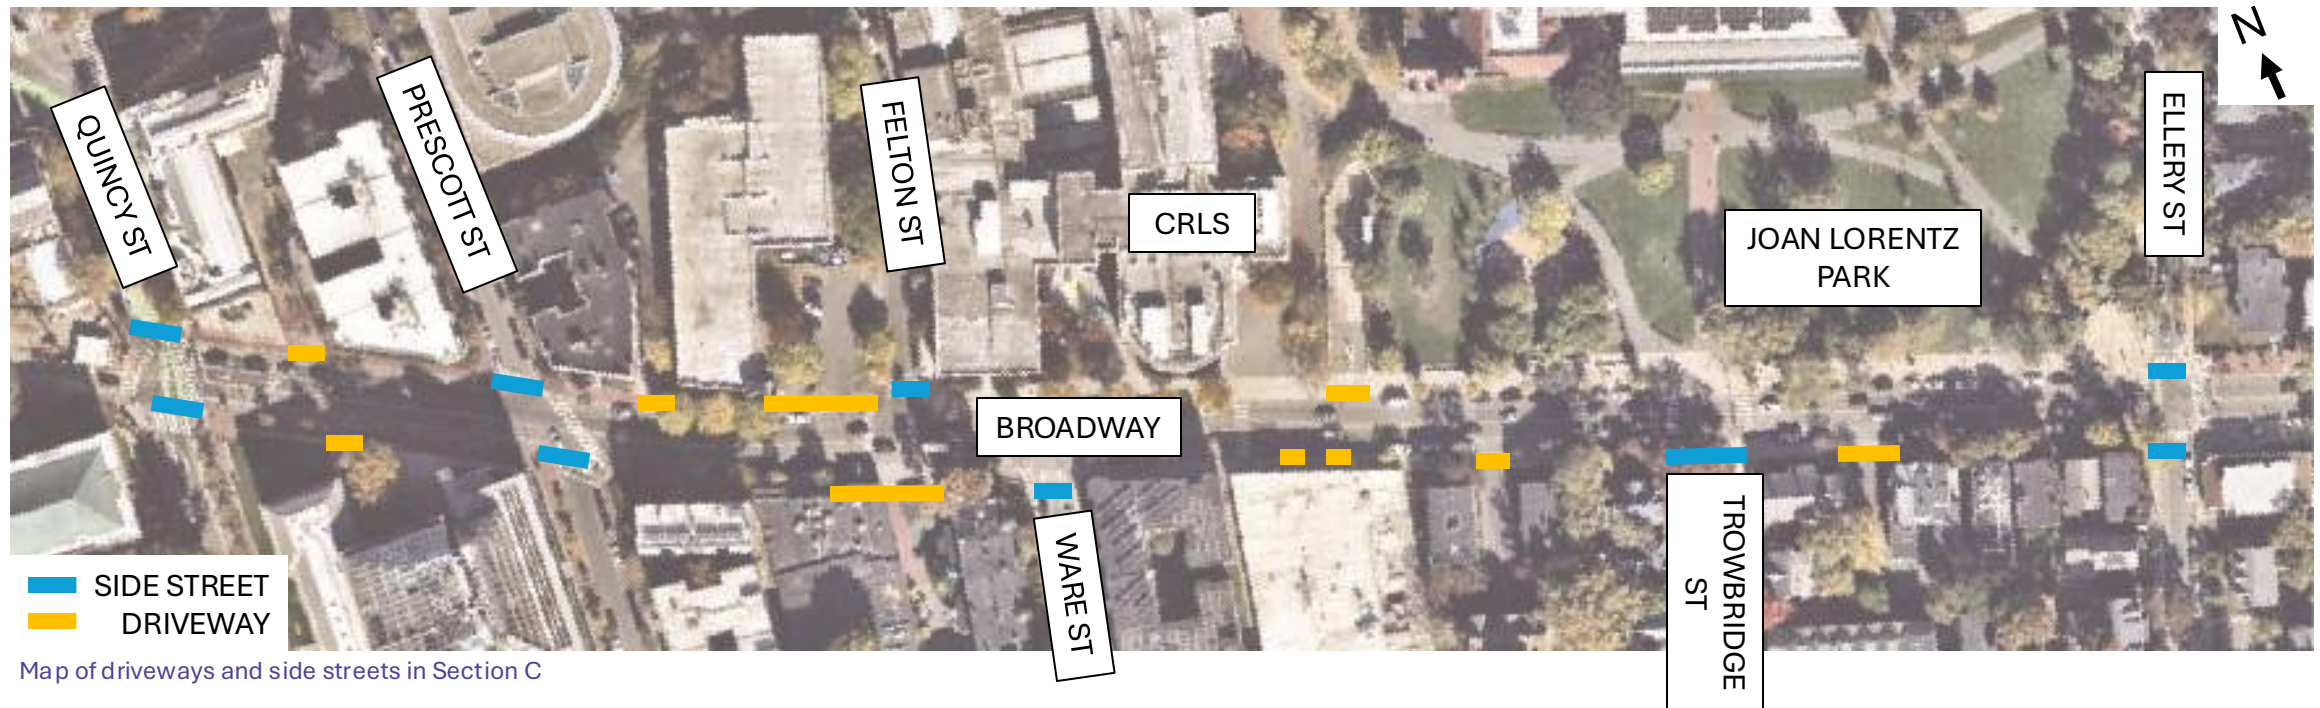 N
QUINCY ST
PRESCOTT ST
FELTON ST
CRLS
JOAN LORENTZ
PARK
ELLERY ST
BROADWAY
WARE ST
TROWBRIDGE
ST
SIDE STREET
DRIVEWAY
Map of driveways and side streets in Section C